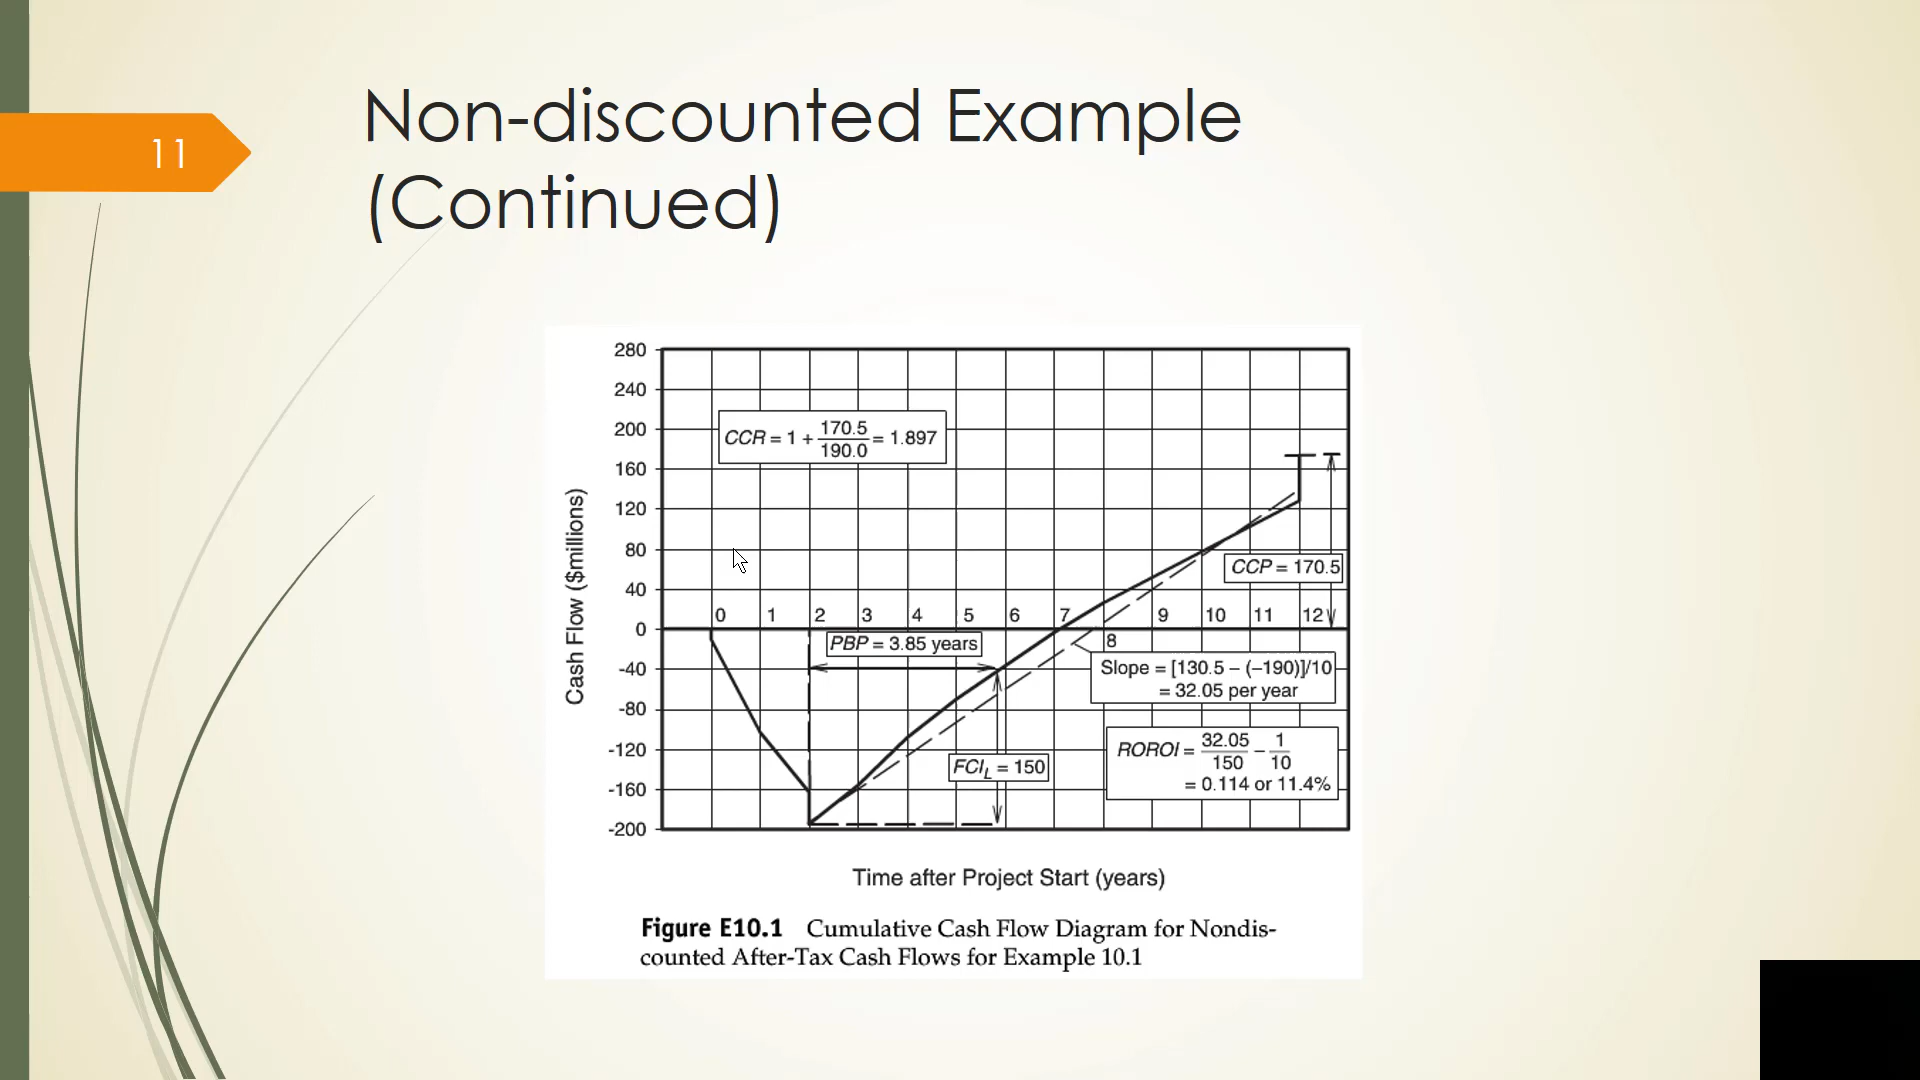 11
Non-discounted Example
(Continued)
280
240
200
160
120
80
40
0
-40
-80
-120
-160
-200
Cash Flow ($millions)
CCR = 1 + 170.5/190.0 = 1.897
CCP = 170.5
0 1 2 3 4 5 6 7 8 9 10 11 12
PBP = 3.85 years
Slope = [130.5 – (–190)]/10
= 32.05 per year
FCI_L = 150
ROROI = 32.05/150 – 1/10
= 0.114 or 11.4%
Time after Project Start (years)
Figure E10.1 Cumulative Cash Flow Diagram for Nondis-
counted After-Tax Cash Flows for Example 10.1